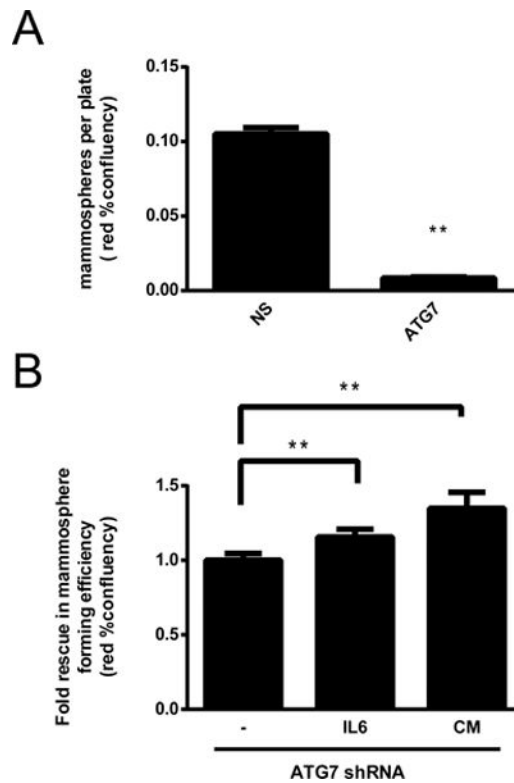 A
mammospheres per plate
( red %confluency)
0.15
0.10
0.05
0.00
**
NS
ATG7
B
**
**
Fold rescue in mammosphere
forming efficiency
(red %confluency)
1.5
1.0
0.5
0.0
-
IL6
CM
ATG7 shRNA